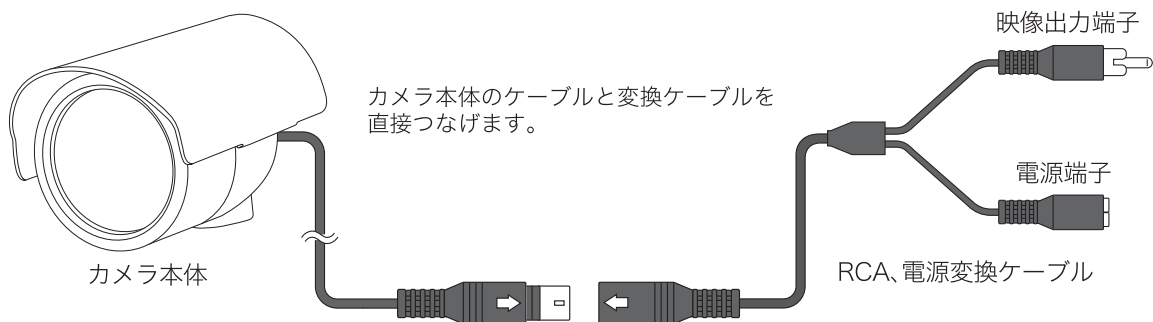 映像出力端子
カメラ本体のケーブルと変換ケーブルを
直接つなげます。
電源端子
カメラ本体
RCA、電源変換ケーブル